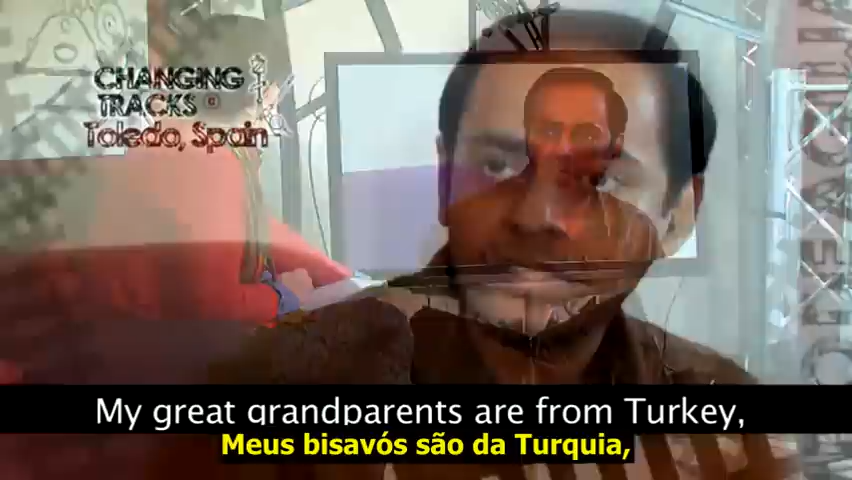 CHANGING
TRACKS
Toledo, Spain
My great grandparents are from Turkey,
Meus bisavós são da Turquia,